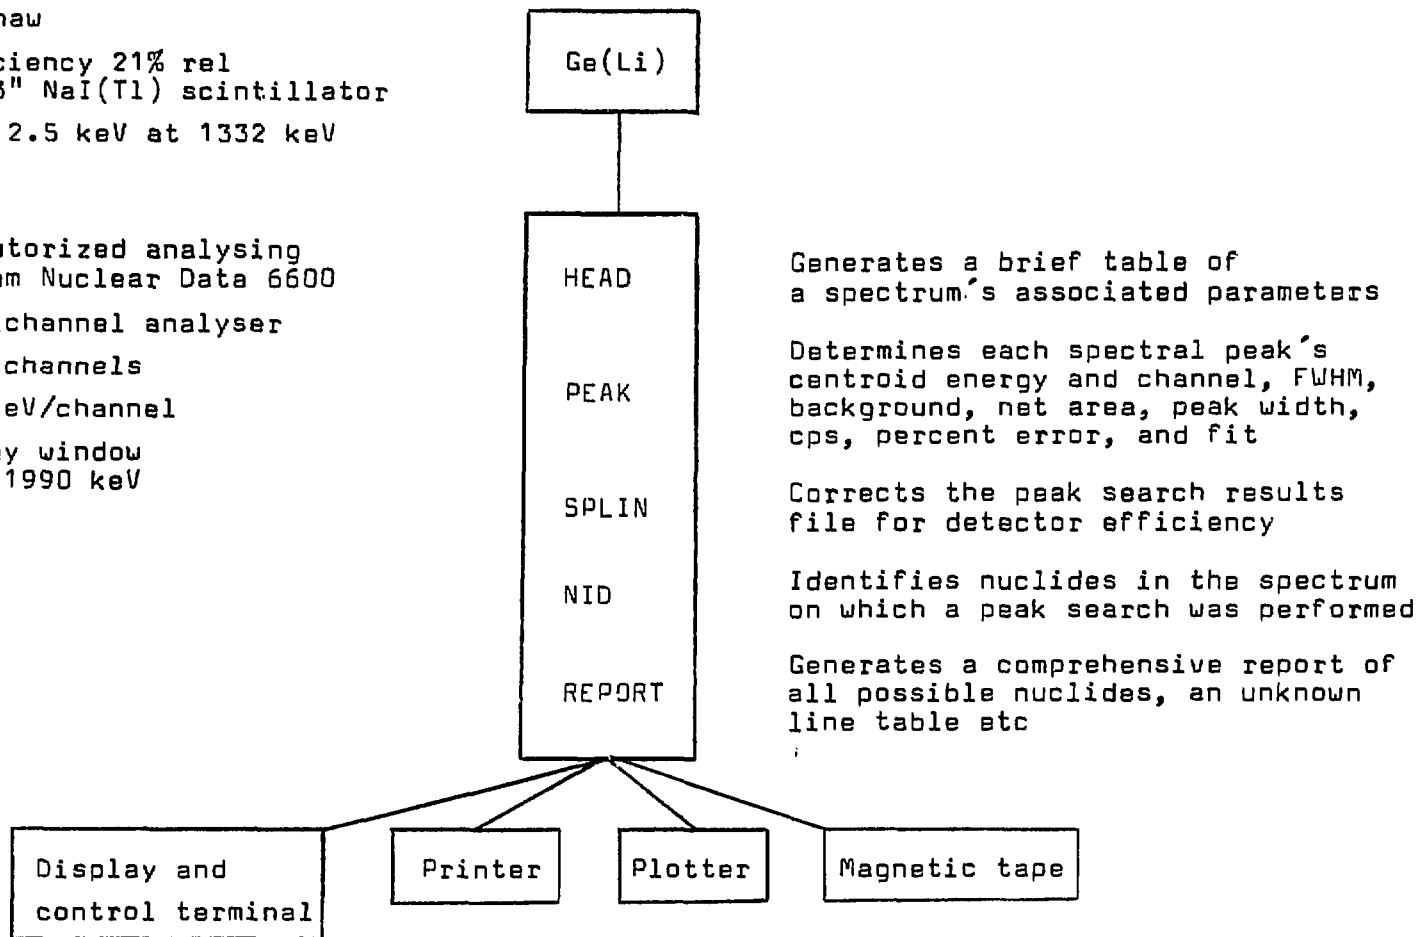 naw
ciency 21% rel
3" NaI(Tl) scintillator
2.5 keV at 1332 keV
utorized analysing
em Nuclear Data 6600
channel analyser
channels
eV/channel
gy window
1990 keV
Ge(Li)
HEAD
PEAK
SPLIN
NID
REPORT
Generates a brief table of
a spectrum's associated parameters
Determines each spectral peak's
centroid energy and channel, FWHM,
background, net area, peak width,
cps, percent error, and fit
Corrects the peak search results
file for detector efficiency
Identifies nuclides in the spectrum
on which a peak search was performed
Generates a comprehensive report of
all possible nuclides, an unknown
line table etc
Display and
control terminal
Printer
Plotter
Magnetic tape